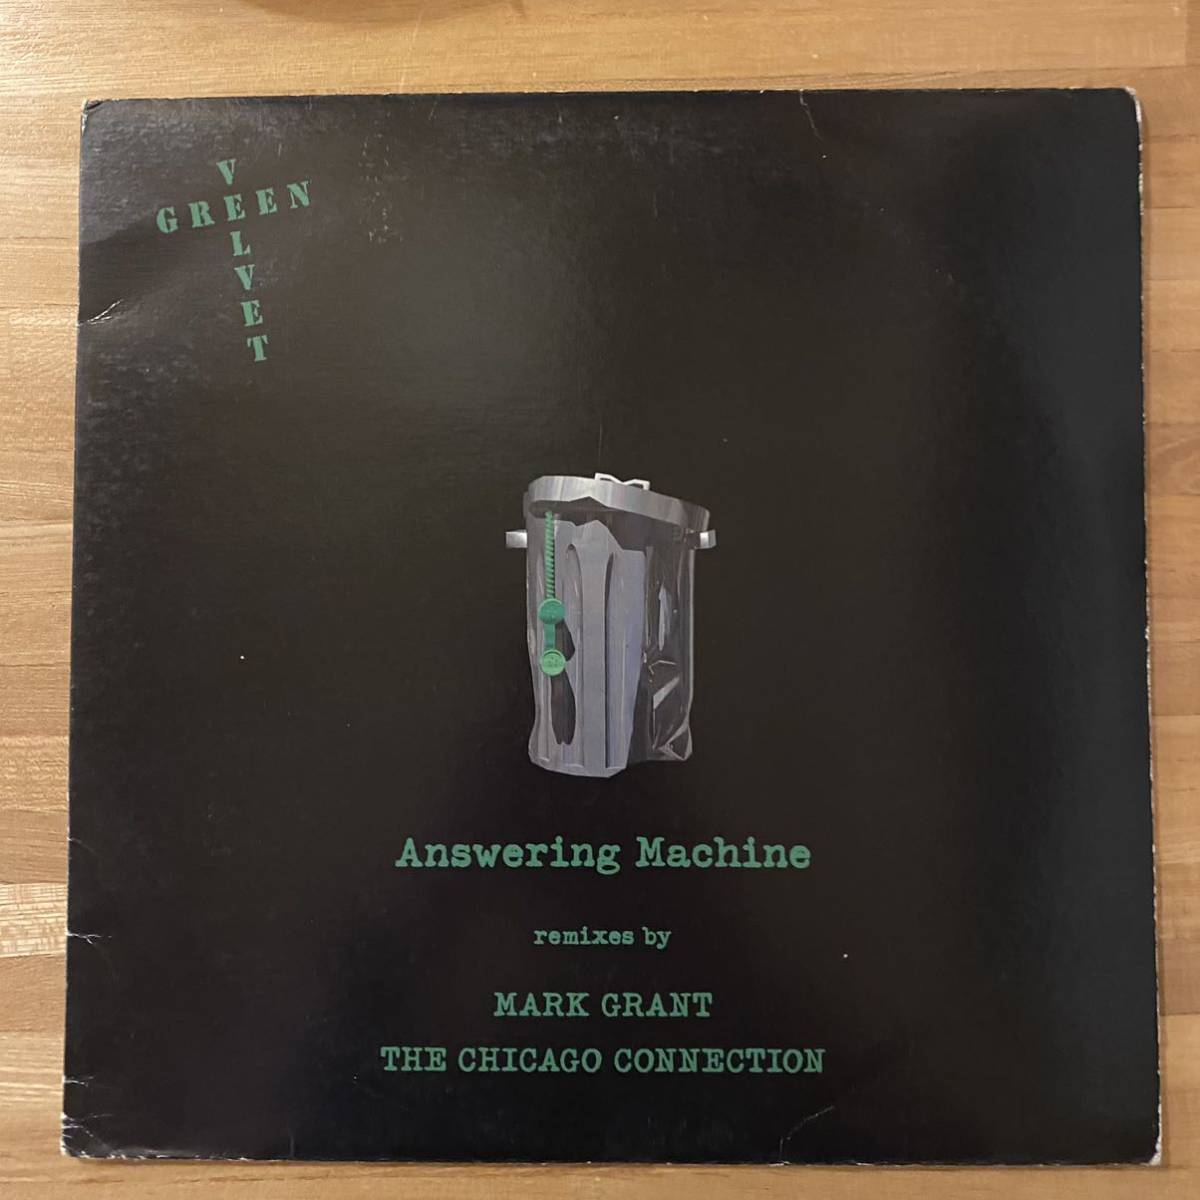 GREEN
VELVET
Answering Machine
remixes by
MARK GRANT
THE CHICAGO CONNECTION